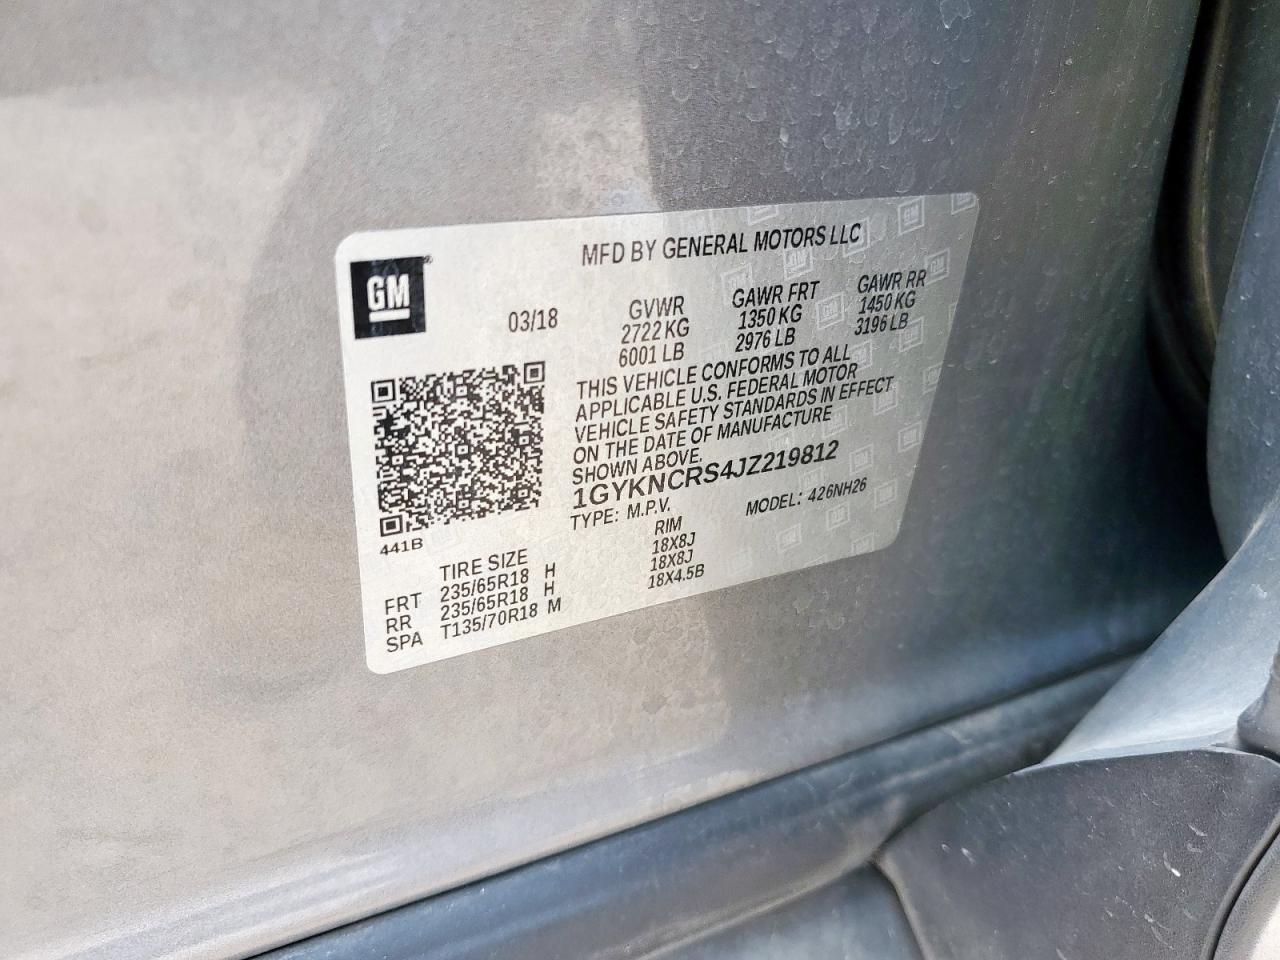 GM®
MFD BY GENERAL MOTORS LLC
03/18
GVWR
2722 KG
6001 LB
GAWR FRT
1350 KG
2976 LB
GAWR RR
1450 KG
3196 LB
THIS VEHICLE CONFORMS TO ALL
APPLICABLE U.S. FEDERAL MOTOR
VEHICLE SAFETY STANDARDS IN EFFECT
ON THE DATE OF MANUFACTURE
SHOWN ABOVE.
1GYKNCRS4JZ219812
TYPE: M.P.V. MODEL: 426NH26
441B
TIRE SIZE RIM
FRT 235/65R18 H 18X8J
RR 235/65R18 H 18X8J
SPA T135/70R18 M 18X4.5B